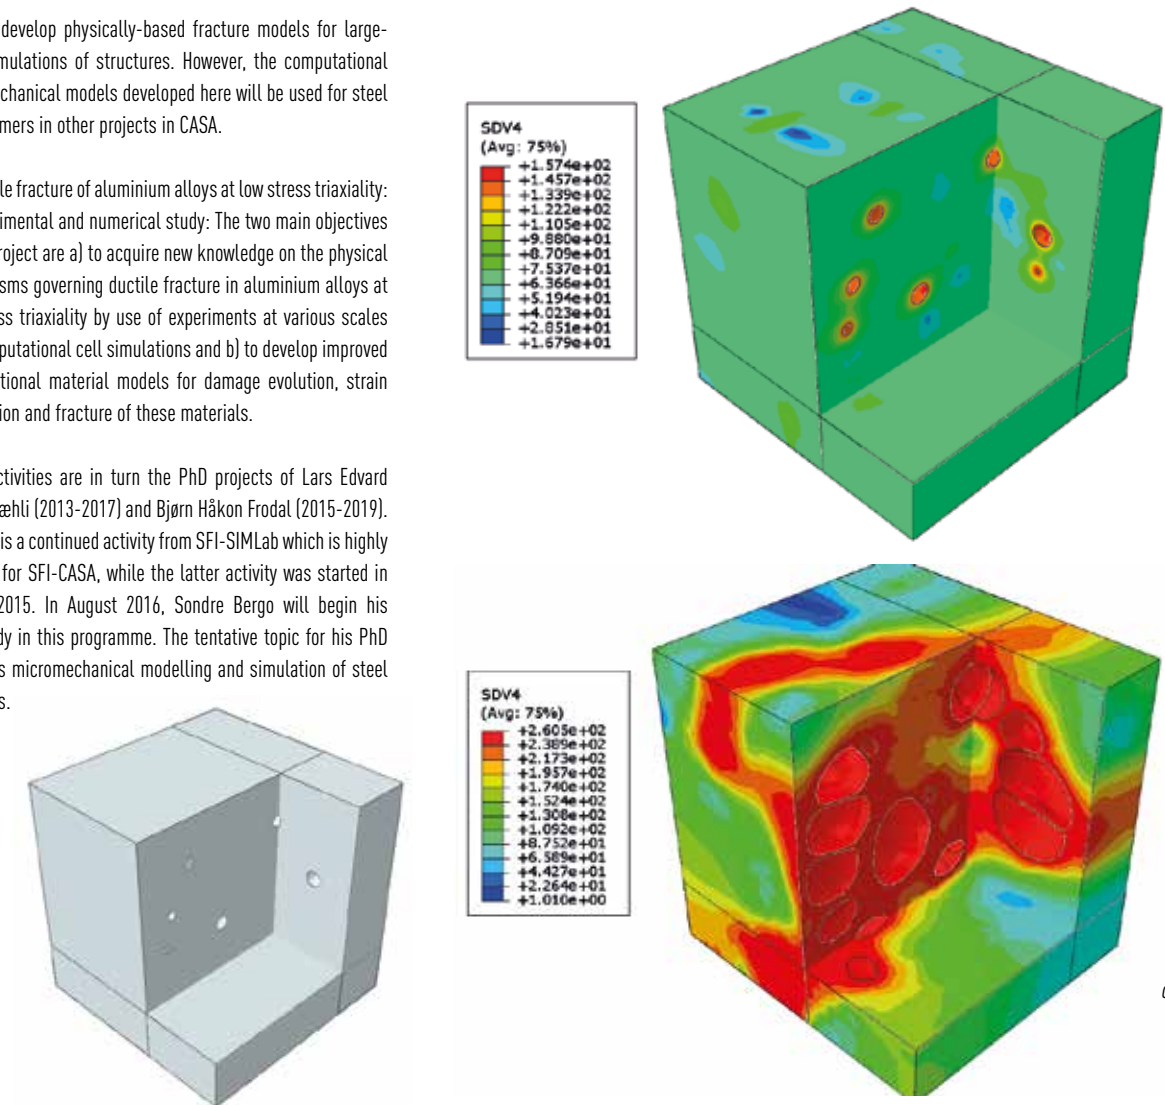 develop physically-based fracture models for large-
mulations of structures. However, the computational
chanical models developed here will be used for steel
mers in other projects in CASA.
le fracture of aluminium alloys at low stress triaxiality:
imental and numerical study: The two main objectives
roject are a) to acquire new knowledge on the physical
sms governing ductile fracture in aluminium alloys at
ss triaxiality by use of experiments at various scales
putational cell simulations and b) to develop improved
tional material models for damage evolution, strain
ion and fracture of these materials.
ctivities are in turn the PhD projects of Lars Edvard
æhli (2013-2017) and Bjørn Håkon Frodal (2015-2019).
is a continued activity from SFI-SIMLab which is highly
for SFI-CASA, while the latter activity was started in
2015. In August 2016, Sondre Bergo will begin his
dy in this programme. The tentative topic for his PhD
s micromechanical modelling and simulation of steel
s.
SDV4
(Avg: 75%)
+1.574e+02
+1.457e+02
+1.339e+02
+1.222e+02
+1.105e+02
+9.880e+01
+8.709e+01
+7.537e+01
+6.366e+01
+5.194e+01
+4.023e+01
+2.851e+01
+1.679e+01
SDV4
(Avg: 75%)
+2.605e+02
+2.389e+02
+2.173e+02
+1.957e+02
+1.740e+02
+1.524e+02
+1.308e+02
+1.092e+02
+8.752e+01
+6.589e+01
+4.427e+01
+2.264e+01
+1.010e+00